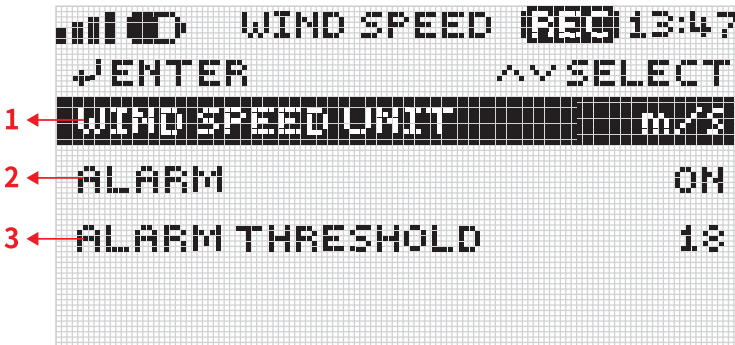 WIND SPEED REC 13:47
ENTER SELECT
1 WIND SPEED UNIT m/s
2 ALARM ON
3 ALARM THRESHOLD 18